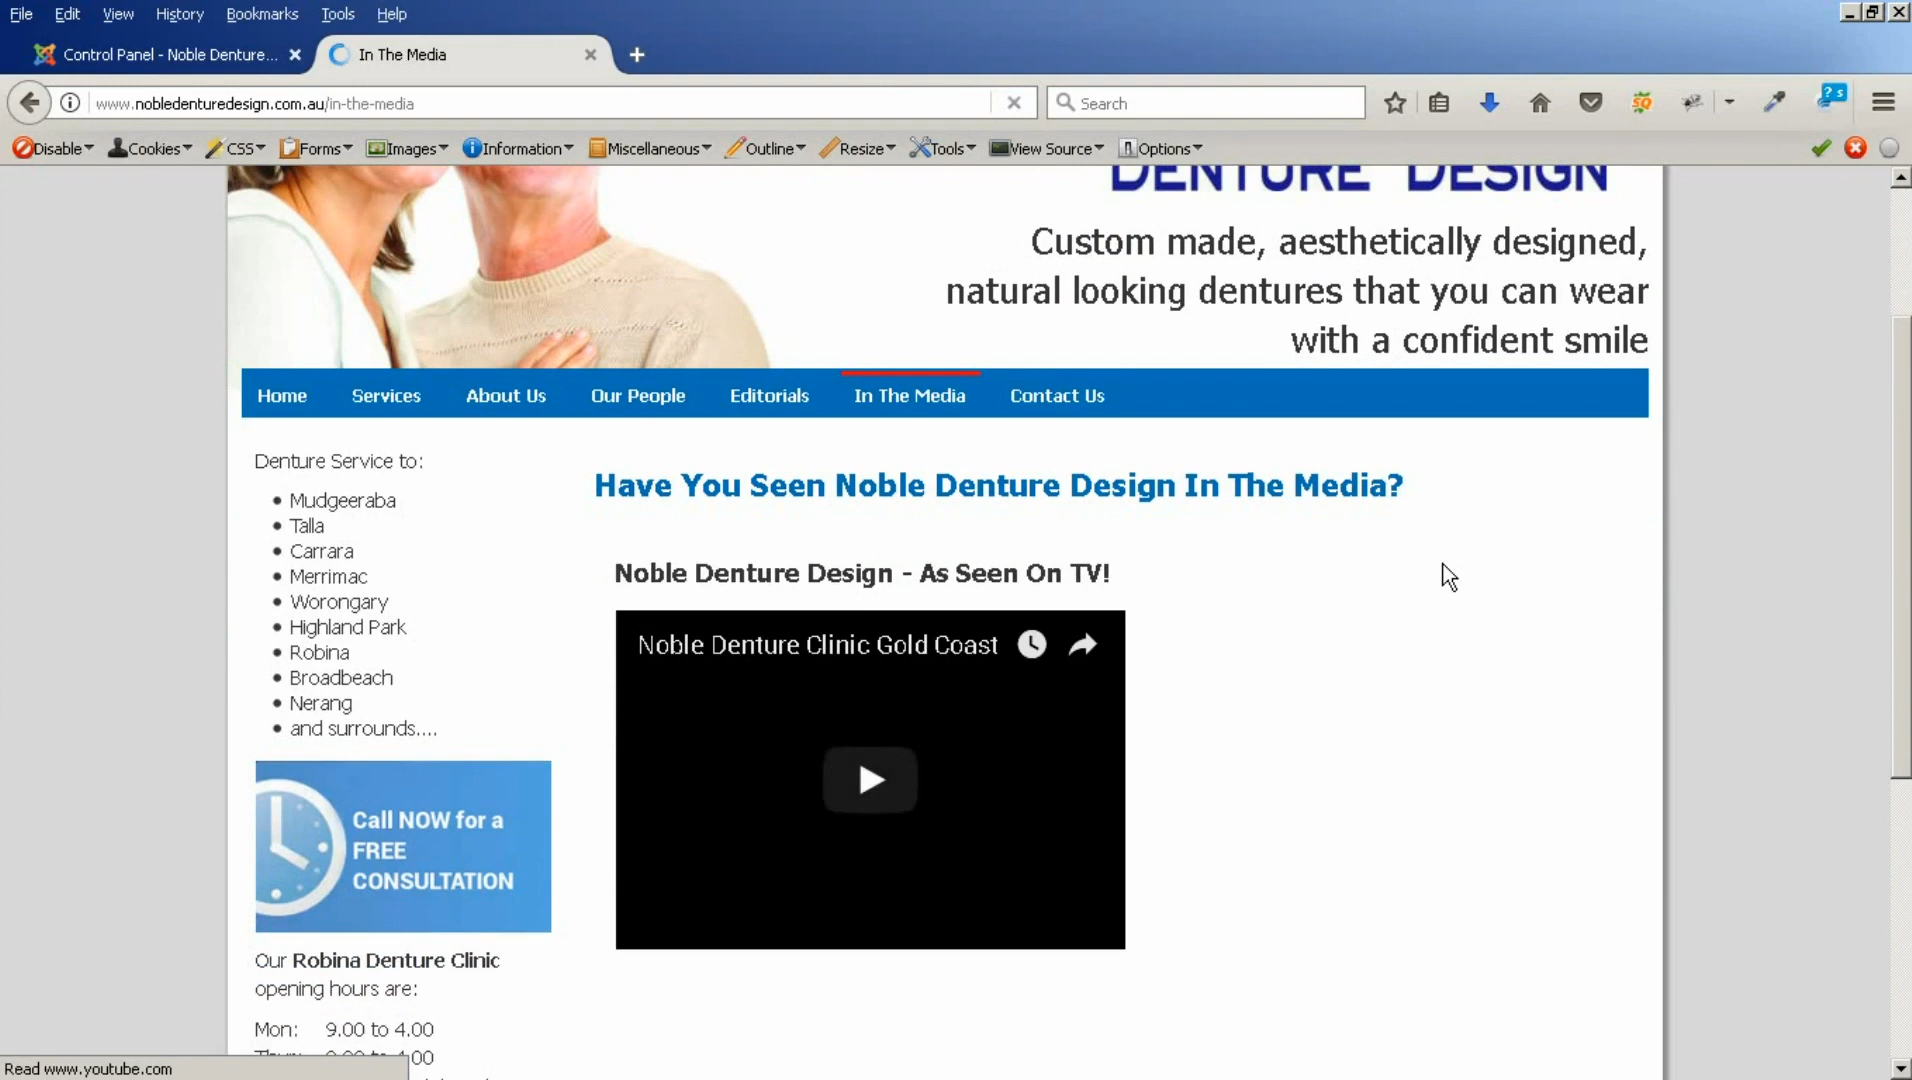 File Edit View History Bookmarks Tools Help
Control Panel - Noble Denture... In The Media
www.nobledenturedesign.com.au/in-the-media Search
Disable Cookies CSS Forms Images Information Miscellaneous Outline Resize Tools View Source Options
DENTURE DESIGN
Custom made, aesthetically designed,
natural looking dentures that you can wear
with a confident smile
Home Services About Us Our People Editorials In The Media Contact Us
Denture Service to:
Mudgeeraba
Talla
Carrara
Merrimac
Worongary
Highland Park
Robina
Broadbeach
Nerang
and surrounds....
Call NOW for a
FREE
CONSULTATION
Our Robina Denture Clinic
opening hours are:
Mon: 9.00 to 4.00
Have You Seen Noble Denture Design In The Media?
Noble Denture Design - As Seen On TV!
Noble Denture Clinic Gold Coast
Read www.youtube.com